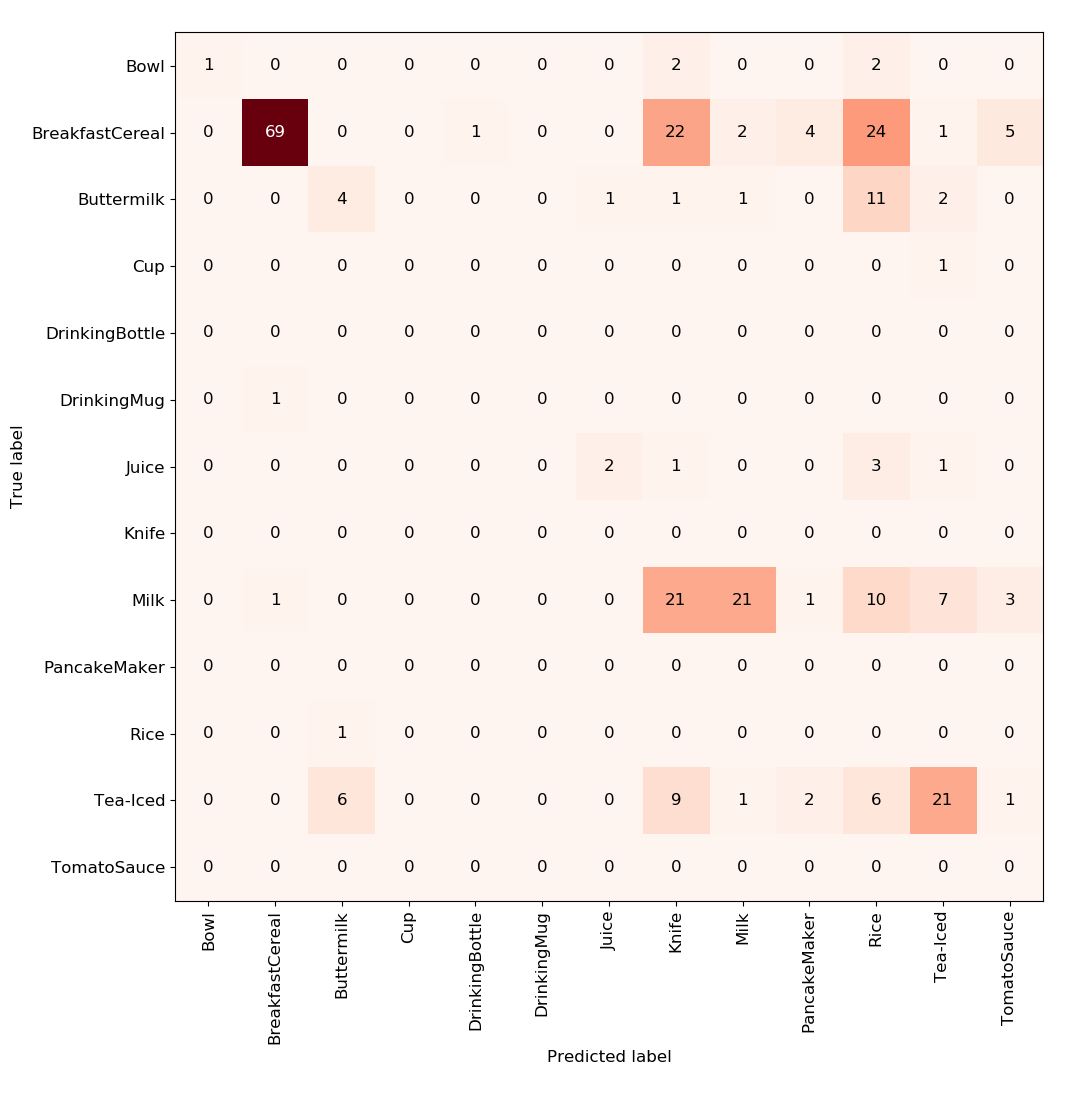 True label
Bowl 1 0 0 0 0 0 0 2 0 0 2 0 0
BreakfastCereal 0 69 0 0 1 0 0 22 2 4 24 1 5
Buttermilk 0 0 4 0 0 0 1 1 1 0 11 2 0
Cup 0 0 0 0 0 0 0 0 0 0 0 1 0
DrinkingBottle 0 0 0 0 0 0 0 0 0 0 0 0 0
DrinkingMug 0 1 0 0 0 0 0 0 0 0 0 0 0
Juice 0 0 0 0 0 0 2 1 0 0 3 1 0
Knife 0 0 0 0 0 0 0 0 0 0 0 0 0
Milk 0 1 0 0 0 0 0 21 21 1 10 7 3
PancakeMaker 0 0 0 0 0 0 0 0 0 0 0 0 0
Rice 0 0 1 0 0 0 0 0 0 0 0 0 0
Tea-Iced 0 0 6 0 0 0 0 9 1 2 6 21 1
TomatoSauce 0 0 0 0 0 0 0 0 0 0 0 0 0
Bowl BreakfastCereal Buttermilk Cup DrinkingBottle DrinkingMug Juice Knife Milk PancakeMaker Rice Tea-Iced TomatoSauce
Predicted label